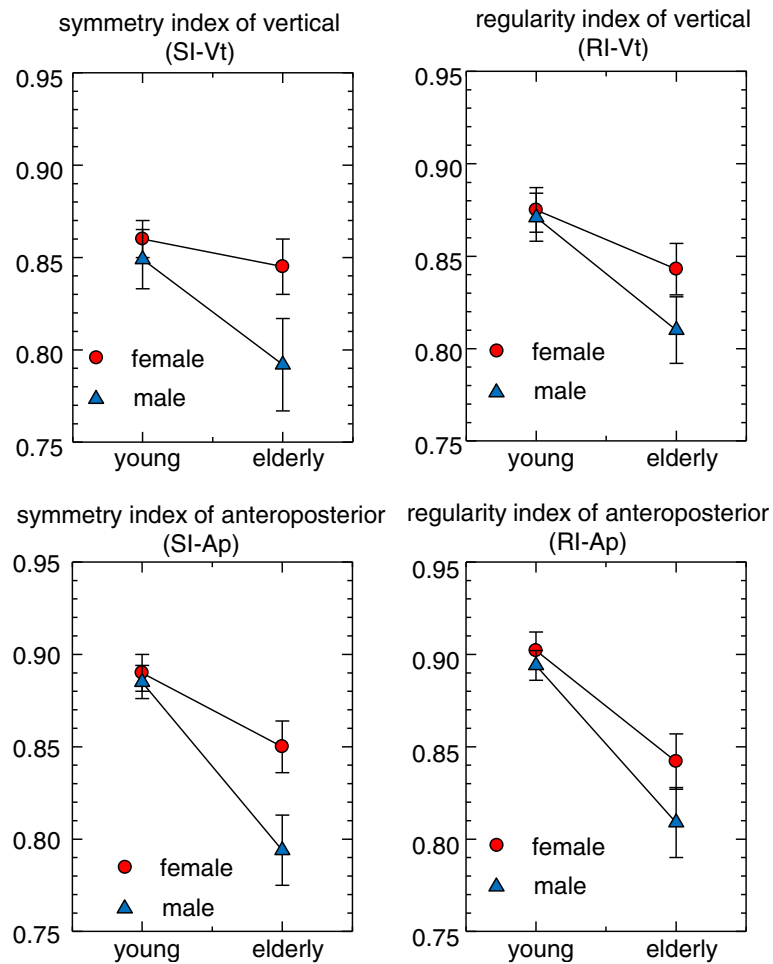 symmetry index of vertical
(SI-Vt)
0.95
0.90
0.85
0.80
0.75
female
male
young elderly
regularity index of vertical
(RI-Vt)
0.95
0.90
0.85
0.80
0.75
female
male
young elderly
symmetry index of anteroposterior
(SI-Ap)
0.95
0.90
0.85
0.80
0.75
female
male
young elderly
regularity index of anteroposterior
(RI-Ap)
0.95
0.90
0.85
0.80
0.75
female
male
young elderly